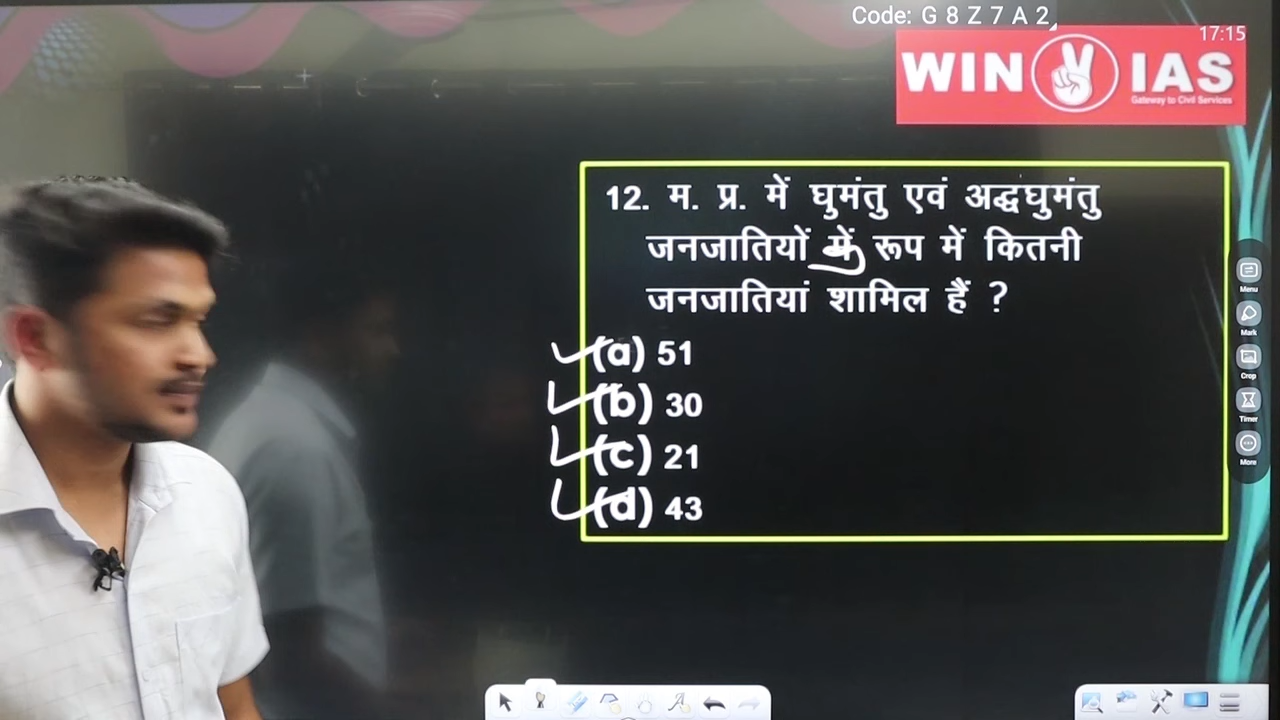 Code: G 8 Z 7 A 2
17:15
WIN IAS
Gateway to Civil Services
12. म. प्र. में घुमंतु एवं अद्धघुमंतु
जनजातियों में रूप में कितनी
जनजातियां शामिल हैं ?
(a) 51
(b) 30
(c) 21
(d) 43
Menu
Mark
Crop
Timer
More